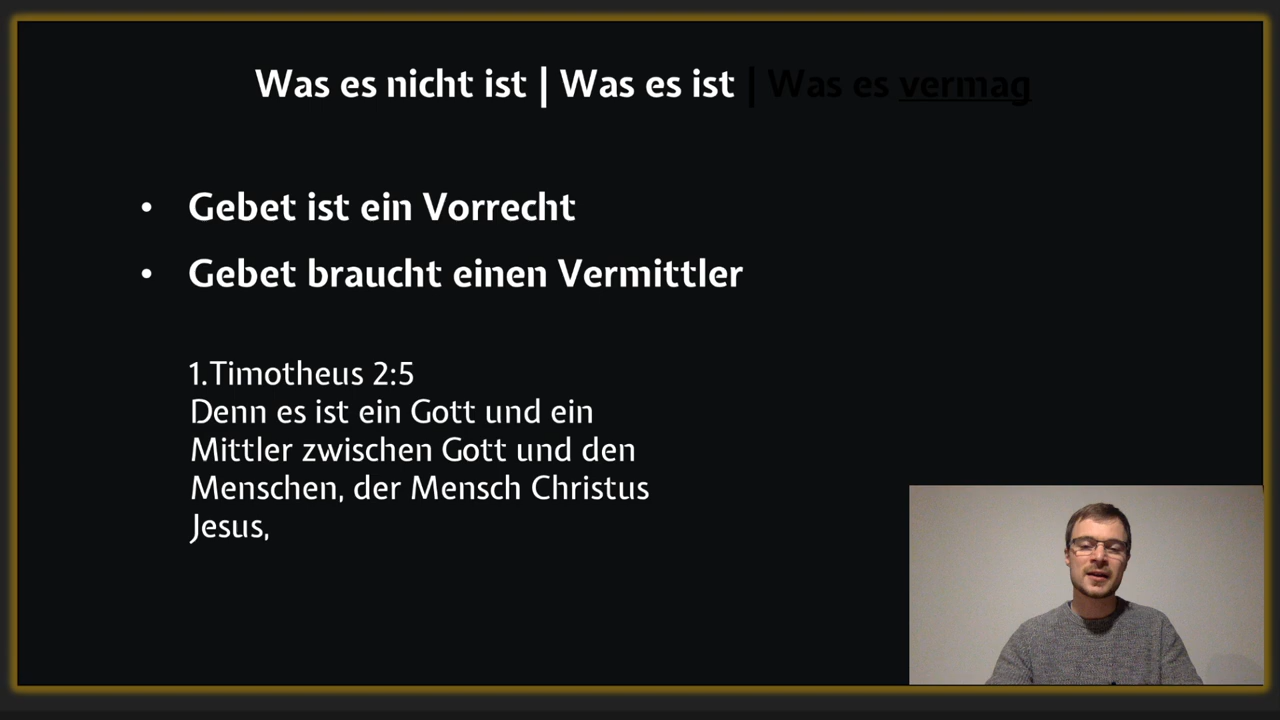 Was es nicht ist | Was es ist | Was es vermag
• Gebet ist ein Vorrecht
• Gebet braucht einen Vermittler
1.Timotheus 2:5
Denn es ist ein Gott und ein
Mittler zwischen Gott und den
Menschen, der Mensch Christus
Jesus,